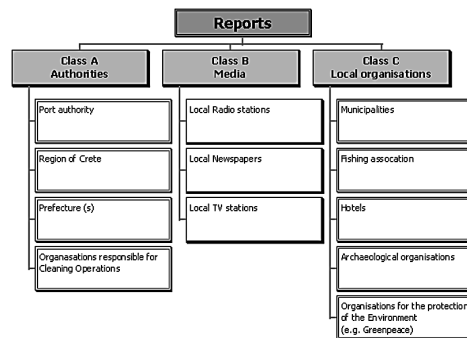 Reports
Class A
Authorities
Port authority
Region of Crete
Prefecture (s)
Organasations responsible for
Cleaning Operations
Class B
Media
Local Radio stations
Local Newspapers
Local TV stations
Class C
Local organisations
Municipalities
Fishing assocation
Hotels
Archaeological organisations
Organisations for the protection
of the Environment
(e.g. Greenpeace)